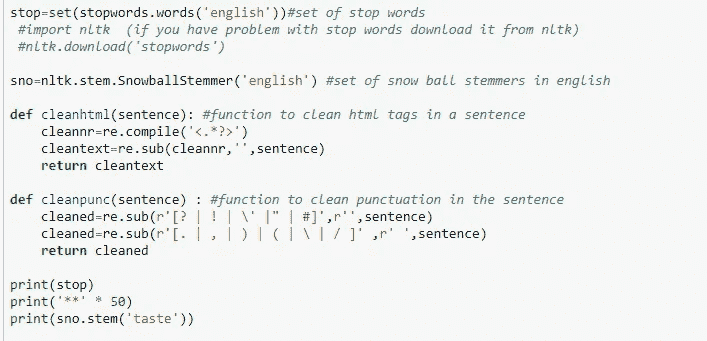 stop=set(stopwords.words('english'))#set of stop words
 #import nltk  (if you have problem with stop words download it from nltk)
 #nltk.download('stopwords')

sno=nltk.stem.SnowballStemmer('english') #set of snow ball stemmers in english

def cleanhtml(sentence): #function to clean html tags in a sentence
    cleannr=re.compile('<.*?>')
    cleantext=re.sub(cleannr,'',sentence)
    return cleantext

def cleanpunc(sentence) : #function to clean punctuation in the sentence
    cleaned=re.sub(r'[? | ! | \' |" | #]',r'',sentence)
    cleaned=re.sub(r'[. | , | ) | ( | \ | / ]' ,r' ',sentence)
    return cleaned

print(stop)
print('**' * 50)
print(sno.stem('taste'))